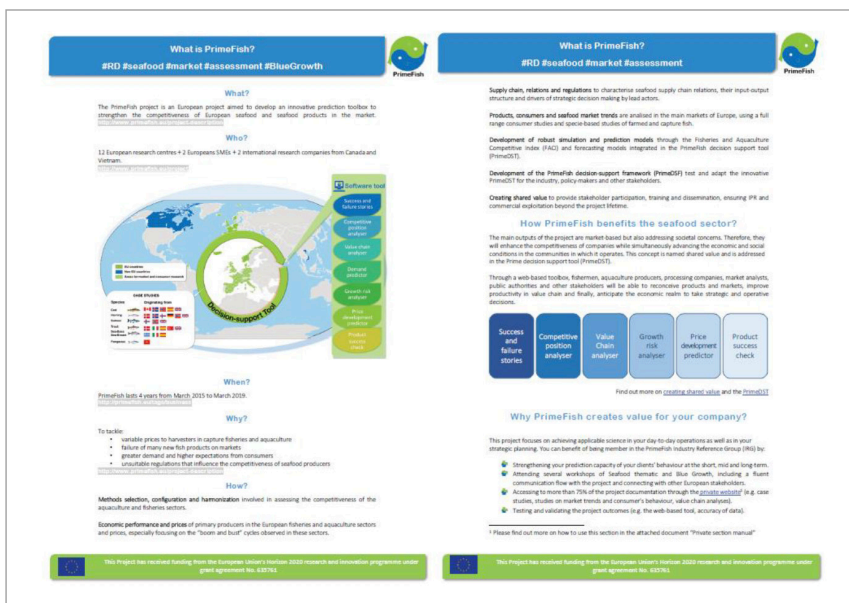 What is PrimeFish?
#RD #seafood #market #assessment #BlueGrowth
PrimeFish
What?
The PrimeFish project is an European project aimed to develop an innovative prediction toolbox to
strengthen the competitiveness of European seafood and seafood products in the market.
Who?
12 European research centres + 2 Europeans SMEs + 2 international research companies from Canada and
Vietnam.
Software tool
Success and
failure stories
Competitive
position
analyser
Value chain
analyser
Demand
predictor
Growth risk
analyser
Price
development
predictor
Product
success
check
Decision-support Tool
CASE STUDIES
Species Originating from
When?
PrimeFish lasts 4 years from March 2015 to March 2019.
Why?
To tackle:
• variable prices to harvesters in capture fisheries and aquaculture
• failure of many new fish products on markets
• greater demand and higher expectations from consumers
• unsuitable regulations that influence the competitiveness of seafood producers
How?
Methods selection, configuration and harmonization involved in assessing the competitiveness of the
aquaculture and fisheries sectors.
Economic performance and prices of primary producers in the European fisheries and aquaculture sectors
and prices, especially focusing on the "boom and bust" cycles observed in these sectors.
This Project has received funding from the European Union's Horizon 2020 research and innovation programme under
grant agreement No. 635761
What is PrimeFish?
#RD #seafood #market #assessment
PrimeFish
Supply chain, relations and regulations to characterise seafood supply chain relations, their input-output
structure and drivers of strategic decision making by lead actors.
Products, consumers and seafood market trends are analised in the main markets of Europe, using a full
range consumer studies and specie-based studies of farmed and capture fish.
Development of robust simulation and prediction models through the Fisheries and Aquaculture
Competitive Index (FACI) and forecasting models integrated in the PrimeFish decision support tool
(PrimeDST).
Development of the PrimeFish decision-support framework (PrimeDSF) test and adapt the innovative
PrimeDST for the industry, policy-makers and other stakeholders.
Creating shared value to provide stakeholder participation, training and dissemination, ensuring IPR and
commercial exploitation beyond the project lifetime.
How PrimeFish benefits the seafood sector?
The main outputs of the project are market-based but also addressing societal concerns. Therefore, they
will enhance the competitiveness of companies while simultaneously advancing the economic and social
conditions in the communities in which it operates. This concept is named shared value and is addressed
in the Prime decision support tool (PrimeDST).
Through a web-based toolbox, fishermen, aquaculture producers, processing companies, market analysts,
public authorities and other stakeholders will be able to reconceive products and markets, improve
productivity in value chain and finally, anticipate the economic realm to take strategic and operative
decisions.
Success
and
failure
stories
Competitive
position
analyser
Value
Chain
analyser
Growth
risk
analyser
Price
development
predictor
Product
success
check
Find out more on creating shared value and the PrimeDST
Why PrimeFish creates value for your company?
This project focuses on achieving applicable science in your day-to-day operations as well as in your
strategic planning. You can benefit of being member in the PrimeFish Industry Reference Group (IRG) by:
Strengthening your prediction capacity of your clients' behaviour at the short, mid and long-term.
Attending several workshops of Seafood thematic and Blue Growth, including a fluent
communication flow with the project and connecting with other European stakeholders.
Accessing to more than 75% of the project documentation through the private website¹ (e.g. case
studies, studies on market trends and consumer's behaviour, value chain analyses).
Testing and validating the project outcomes (e.g. the web-based tool, accuracy of data).
¹ Please find out more on how to use this section in the attached document "Private section manual"
This Project has received funding from the European Union's Horizon 2020 research and innovation programme under
grant agreement No. 635761